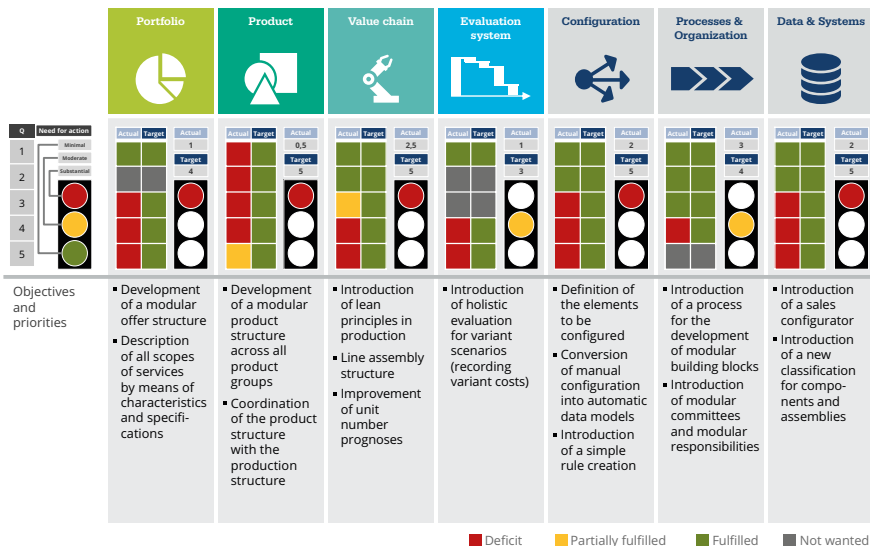 Portfolio
Product
Value chain
Evaluation
system
Configuration
Processes &
Organization
Data & Systems
Q
Need for action
Minimal
Moderate
Substantial
1
2
3
4
5
Actual Target
Actual
1
Target
4
Actual Target
Actual
0,5
Target
5
Actual Target
Actual
2,5
Target
5
Actual Target
Actual
1
Target
3
Actual Target
Actual
2
Target
5
Actual Target
Actual
3
Target
4
Actual Target
Actual
2
Target
5
Objectives
and
priorities
▪ Development
of a modular
offer structure
▪ Description
of all scopes
of services
by means of
characteristics
and specifi-
cations
▪ Development
of a modular
product
structure
across all
product
groups
▪ Coordination
of the product
structure
with the
production
structure
▪ Introduction
of lean
principles in
production
▪ Line assembly
structure
▪ Improvement
of unit
number
prognoses
▪ Introduction
of holistic
evaluation
for variant
scenarios
(recording
variant costs)
▪ Definition of
the elements
to be
configured
▪ Conversion
of manual
configuration
into automatic
data models
▪ Introduction
of a simple
rule creation
▪ Introduction
of a process
for the
development
of modular
building blocks
▪ Introduction
of modular
committees
and modular
responsibilities
▪ Introduction
of a sales
configurator
▪ Introduction
of a new
classification
for compo-
nents and
assemblies
Deficit
Partially fulfilled
Fulfilled
Not wanted